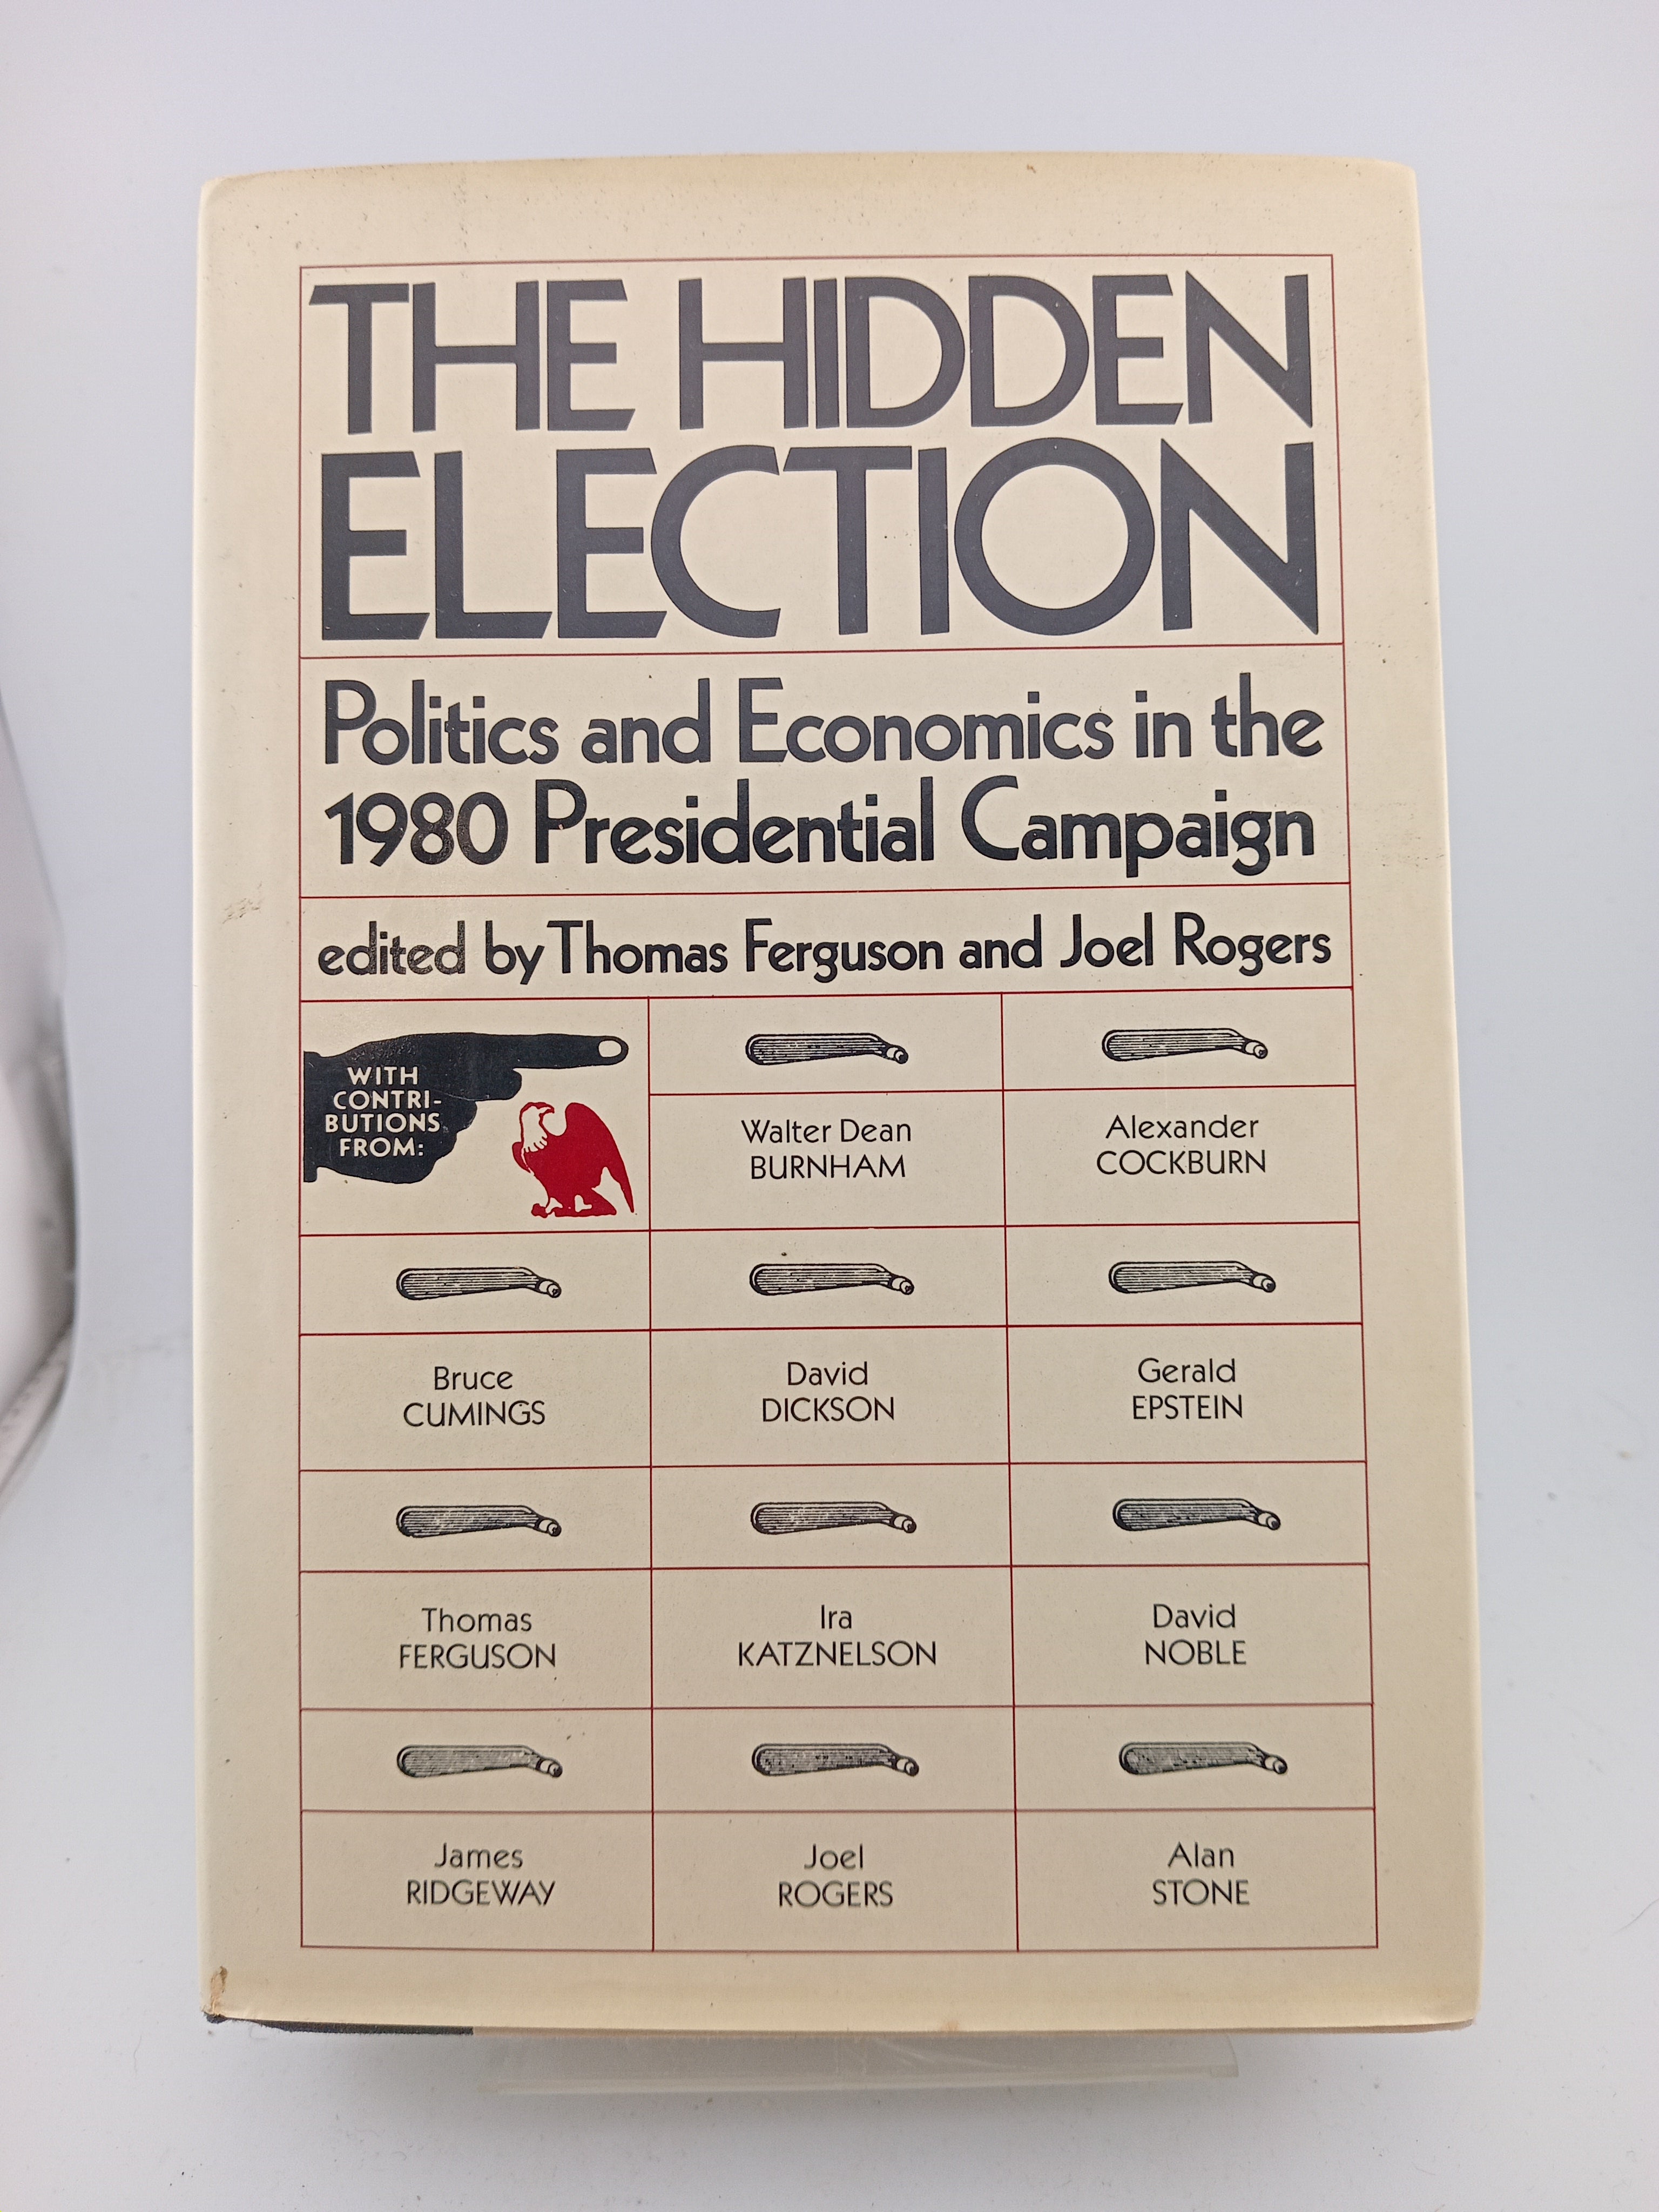 THE HIDDEN
ELECTION
Politics and Economics in the
1980 Presidential Campaign
edited by Thomas Ferguson and Joel Rogers
WITH
CONTRI-
BUTIONS
FROM:
Walter Dean
BURNHAM
Alexander
COCKBURN
Bruce
CUMINGS
David
DICKSON
Gerald
EPSTEIN
Thomas
FERGUSON
Ira
KATZNELSON
David
NOBLE
James
RIDGEWAY
Joel
ROGERS
Alan
STONE